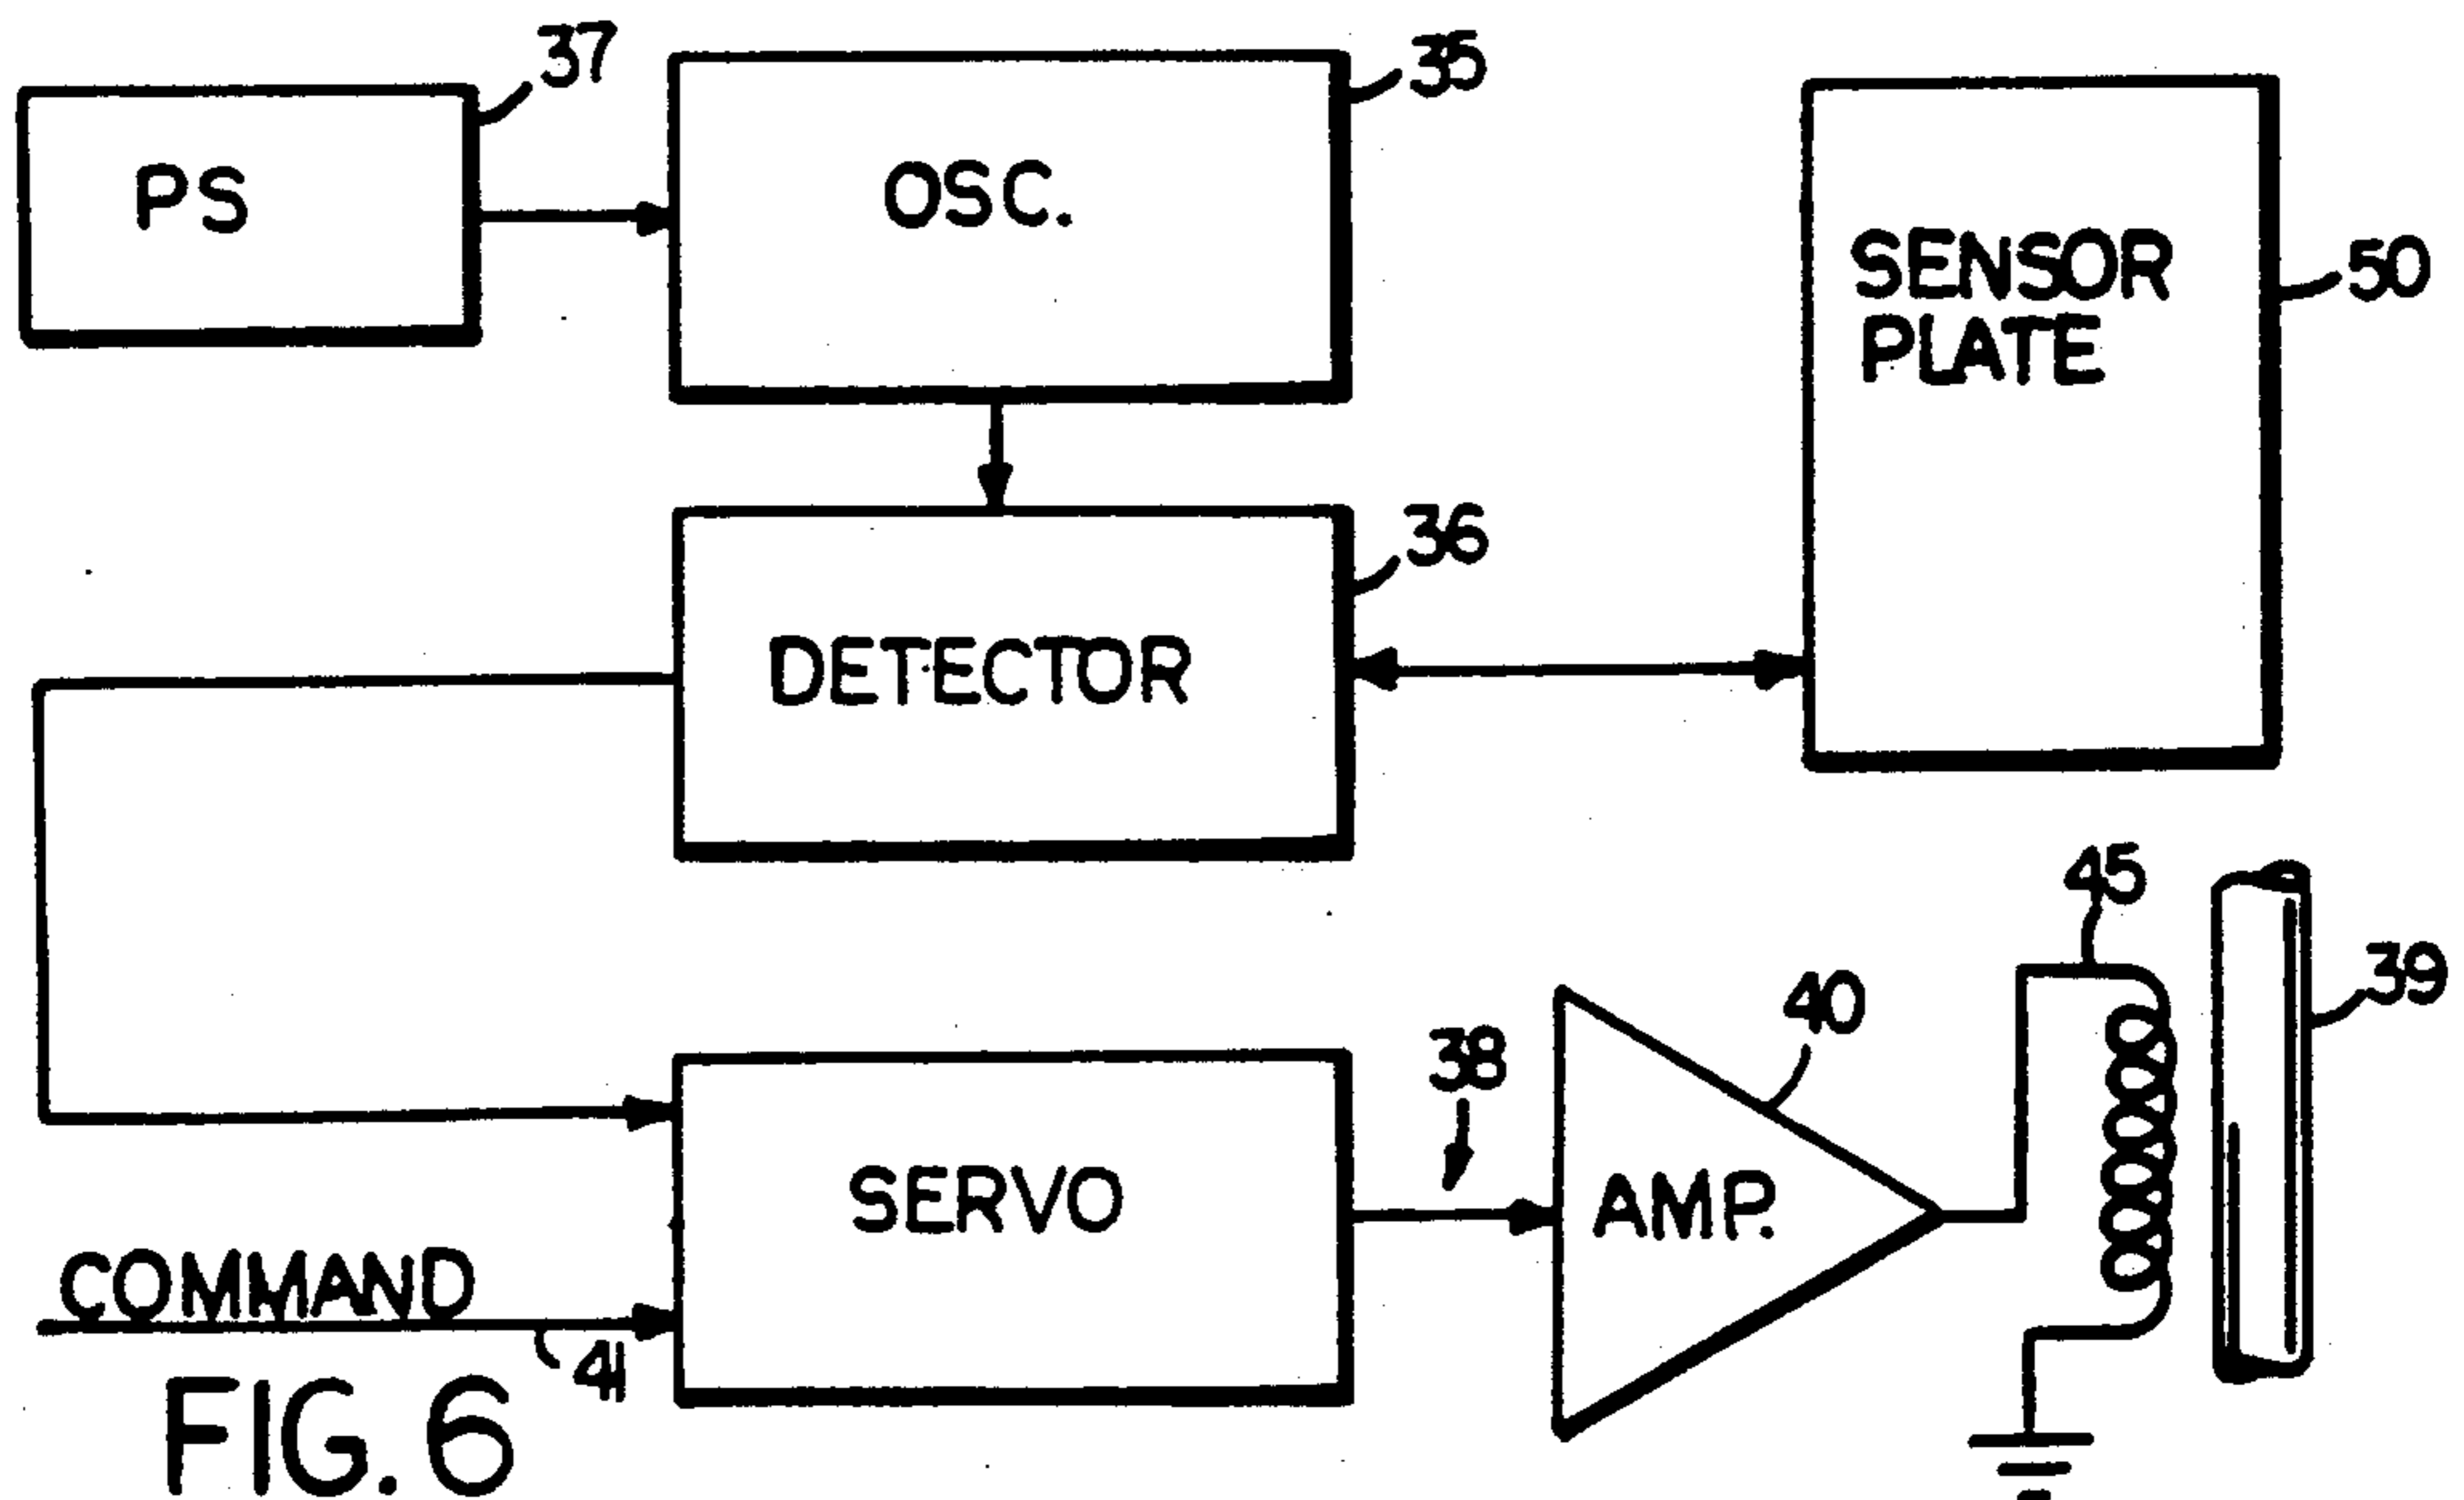 37
35
PS
OSC.
SENSOR
PLATE
50
36
DETECTOR
45
39
40
38
SERVO
AMP.
COMMAND
41
FIG. 6